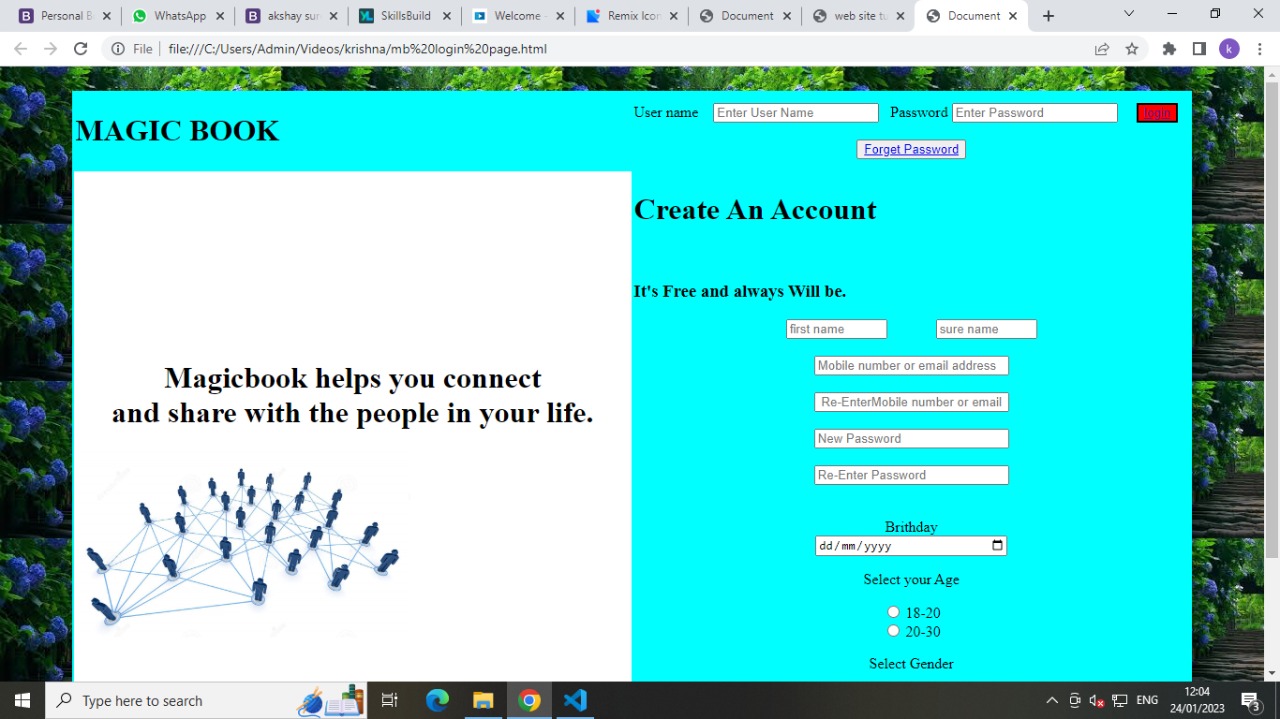 Personal B
WhatsApp
akshay sur
SkillsBuild
Welcome
Remix Icon
Document
web site tu
Document
File
file:///C:/Users/Admin/Videos/krishna/mb%20login%20page.html
k
MAGIC BOOK
User name Enter User Name Password Enter Password login
Forget Password
Create An Account
It's Free and always Will be.
first name sure name
Mobile number or email address
Re-EnterMobile number or email
New Password
Re-Enter Password
Brithday
dd/mm/yyyy
Select your Age
18-20
20-30
Select Gender
Magicbook helps you connect
and share with the people in your life.
Type here to search
ENG
12:04
24/01/2023
3